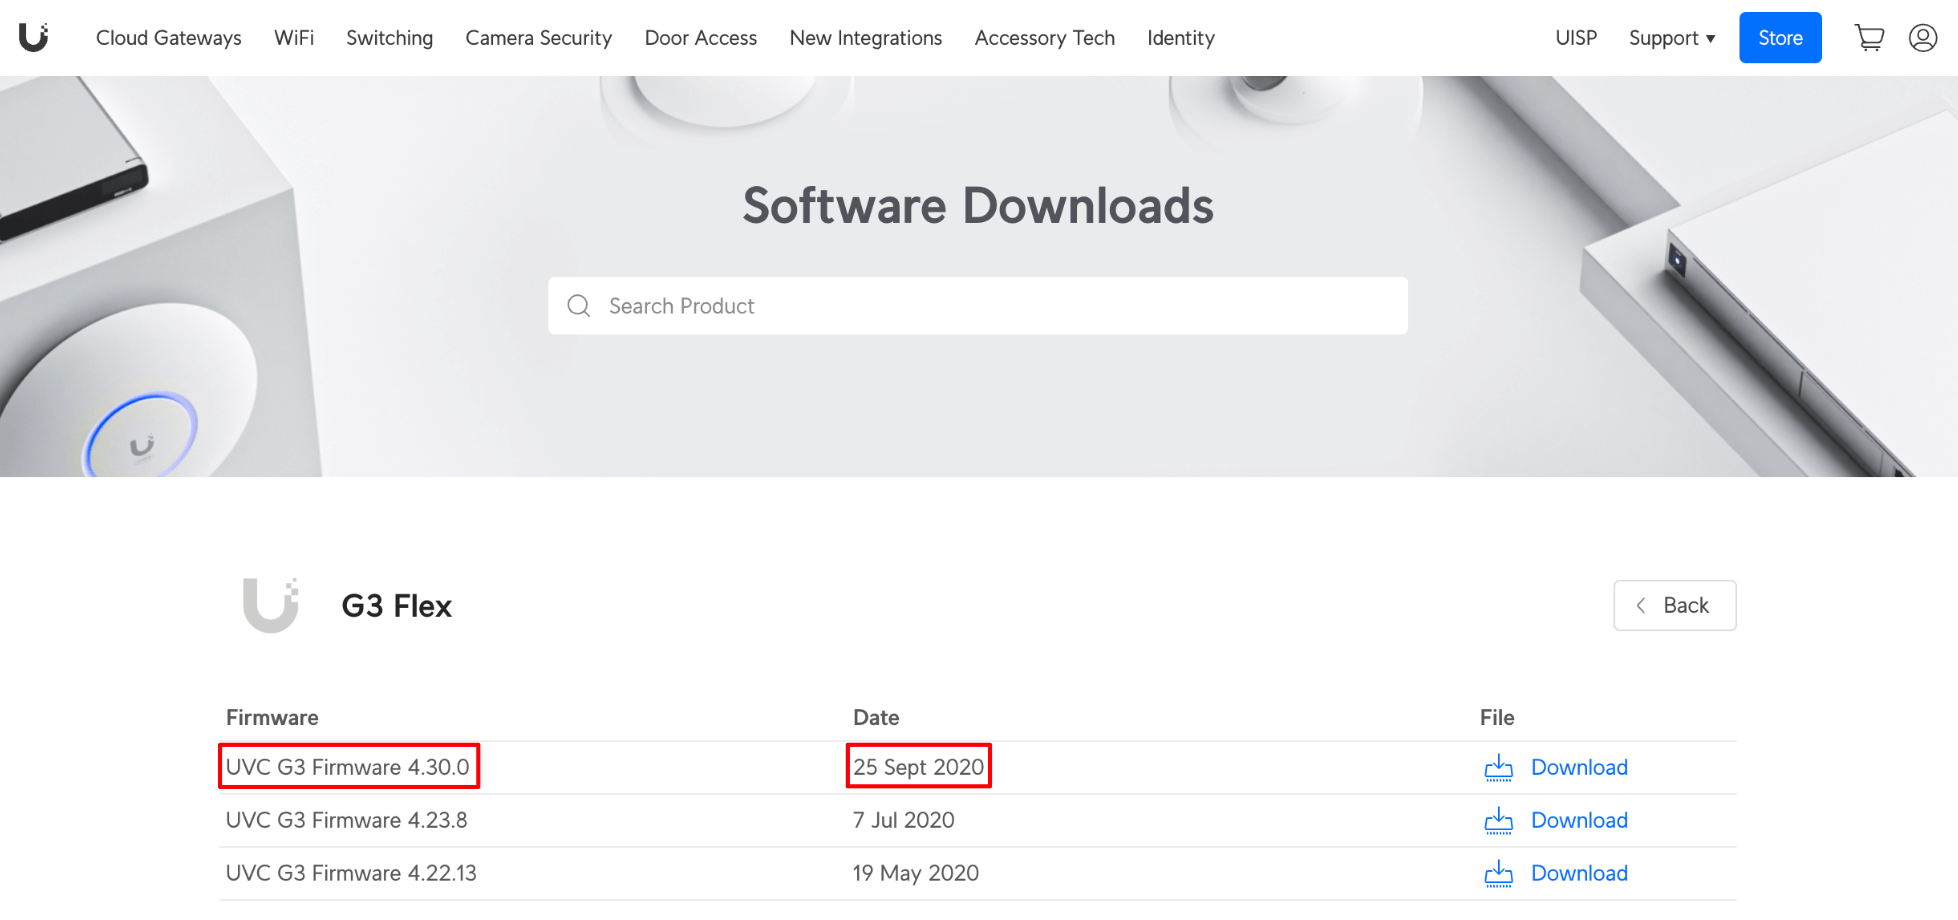 Cloud Gateways WiFi Switching Camera Security Door Access New Integrations Accessory Tech Identity UISP Support ▾ Store
Software Downloads
Search Product
G3 Flex
Back
Firmware Date File
UVC G3 Firmware 4.30.0 25 Sept 2020 Download
UVC G3 Firmware 4.23.8 7 Jul 2020 Download
UVC G3 Firmware 4.22.13 19 May 2020 Download